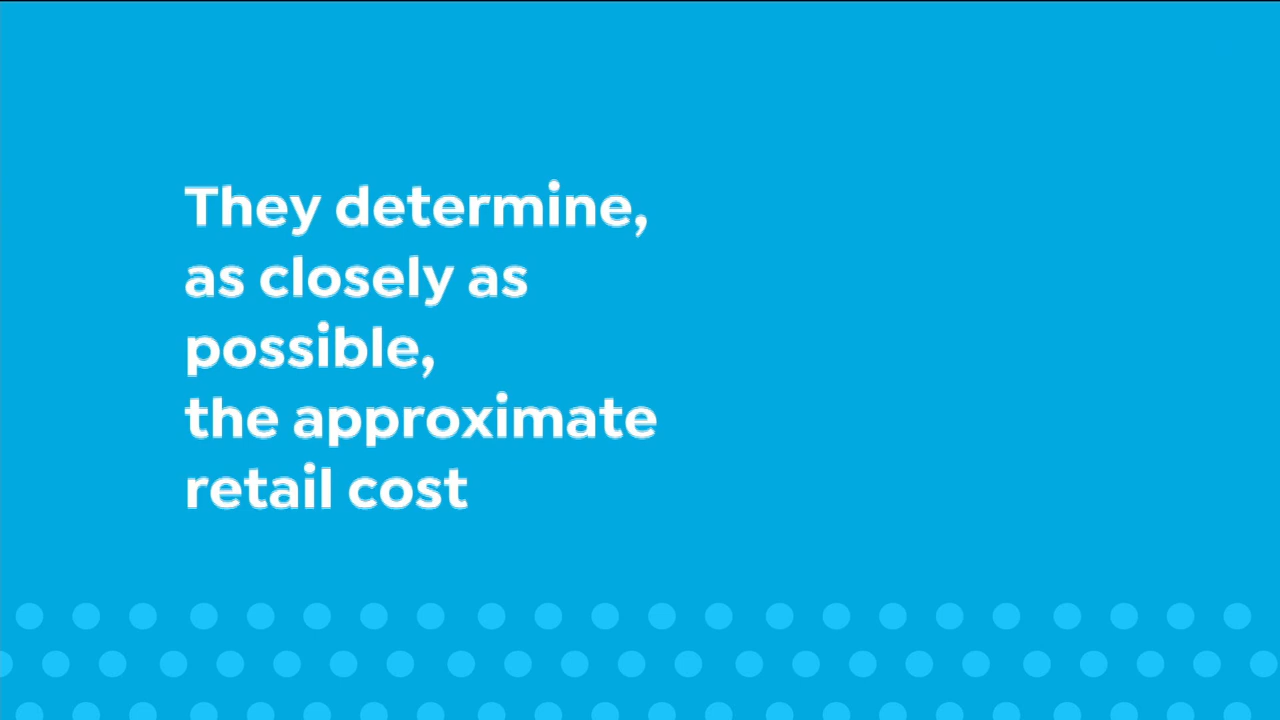 They determine,
as closely as
possible,
the approximate
retail cost